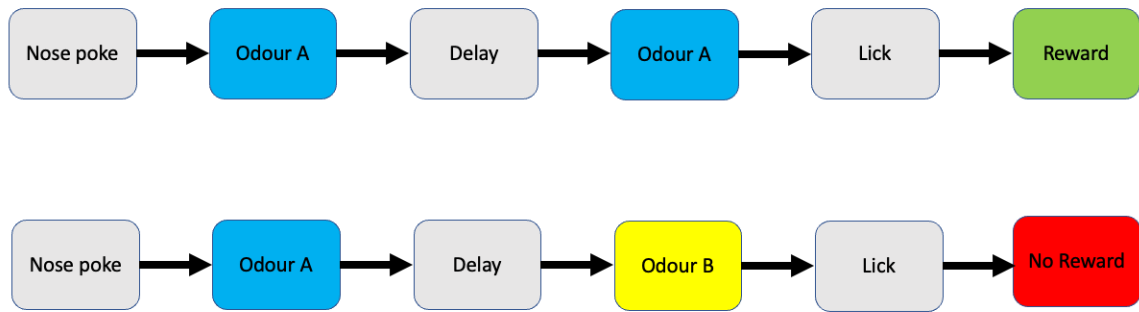 Nose poke
Odour A
Delay
Odour A
Lick
Reward
Nose poke
Odour A
Delay
Odour B
Lick
No Reward